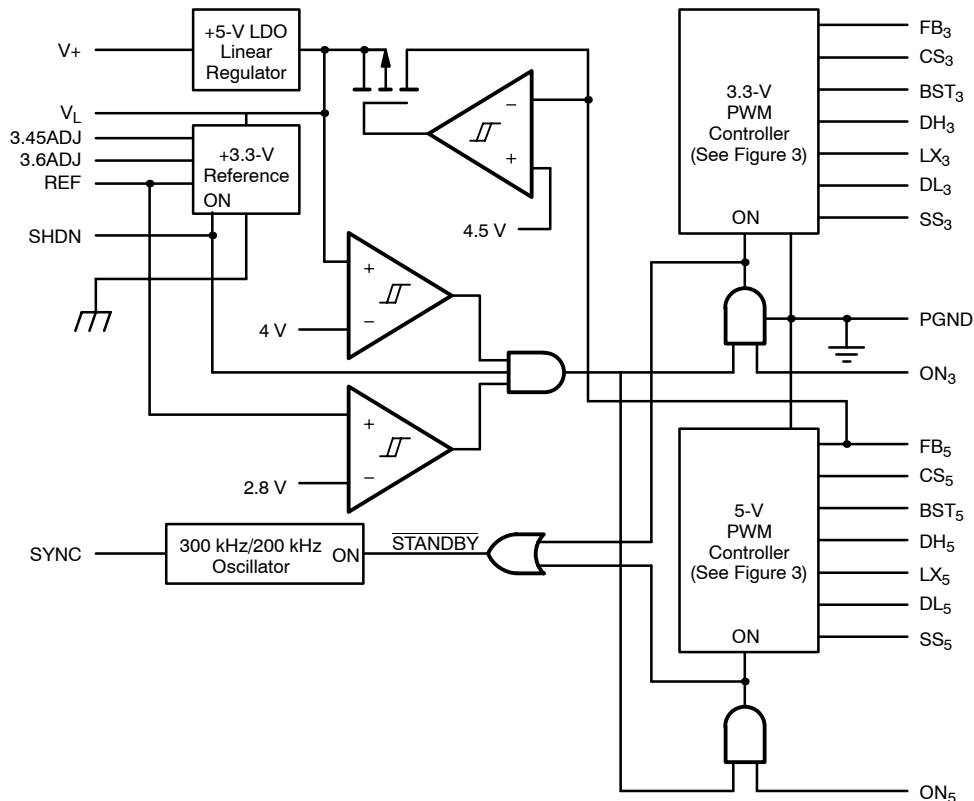 V+
+5-V LDO
Linear
Regulator
VL
3.45ADJ
3.6ADJ
REF
+3.3-V
Reference
ON
SHDN
−
+
4.5 V
+
−
4 V
+
−
2.8 V
SYNC
300 kHz/200 kHz
Oscillator
ON
STANDBY
3.3-V
PWM
Controller
(See Figure 3)
ON
FB3
CS3
BST3
DH3
LX3
DL3
SS3
PGND
ON3
5-V
PWM
Controller
(See Figure 3)
ON
FB5
CS5
BST5
DH5
LX5
DL5
SS5
ON5